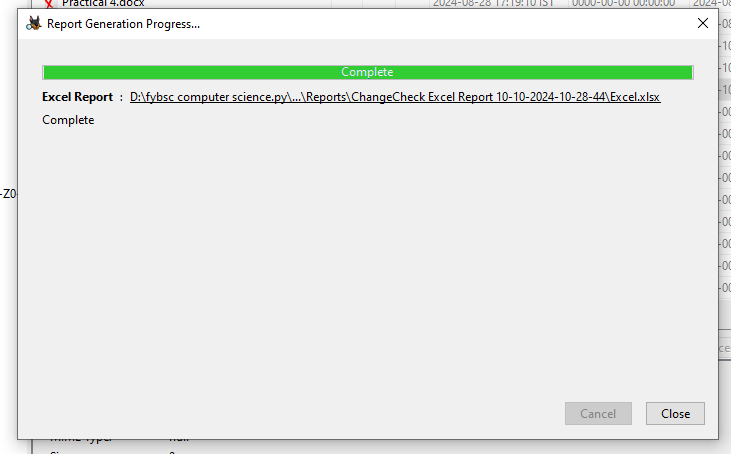 Practical 4.docx 2024-08-28 17:19:10 IST 0000-00-00 00:00:00
Report Generation Progress...
Complete
Excel Report : D:\fybsc computer science.py\...\Reports\ChangeCheck Excel Report 10-10-2024-10-28-44\Excel.xlsx
Complete
-Z0-
Cancel Close